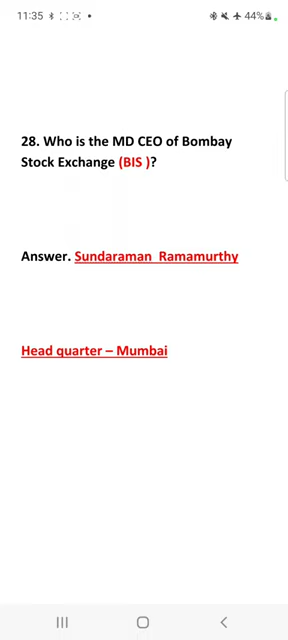 11:35
44%
28. Who is the MD CEO of Bombay
Stock Exchange (BIS )?
Answer. Sundaraman Ramamurthy
Head quarter – Mumbai